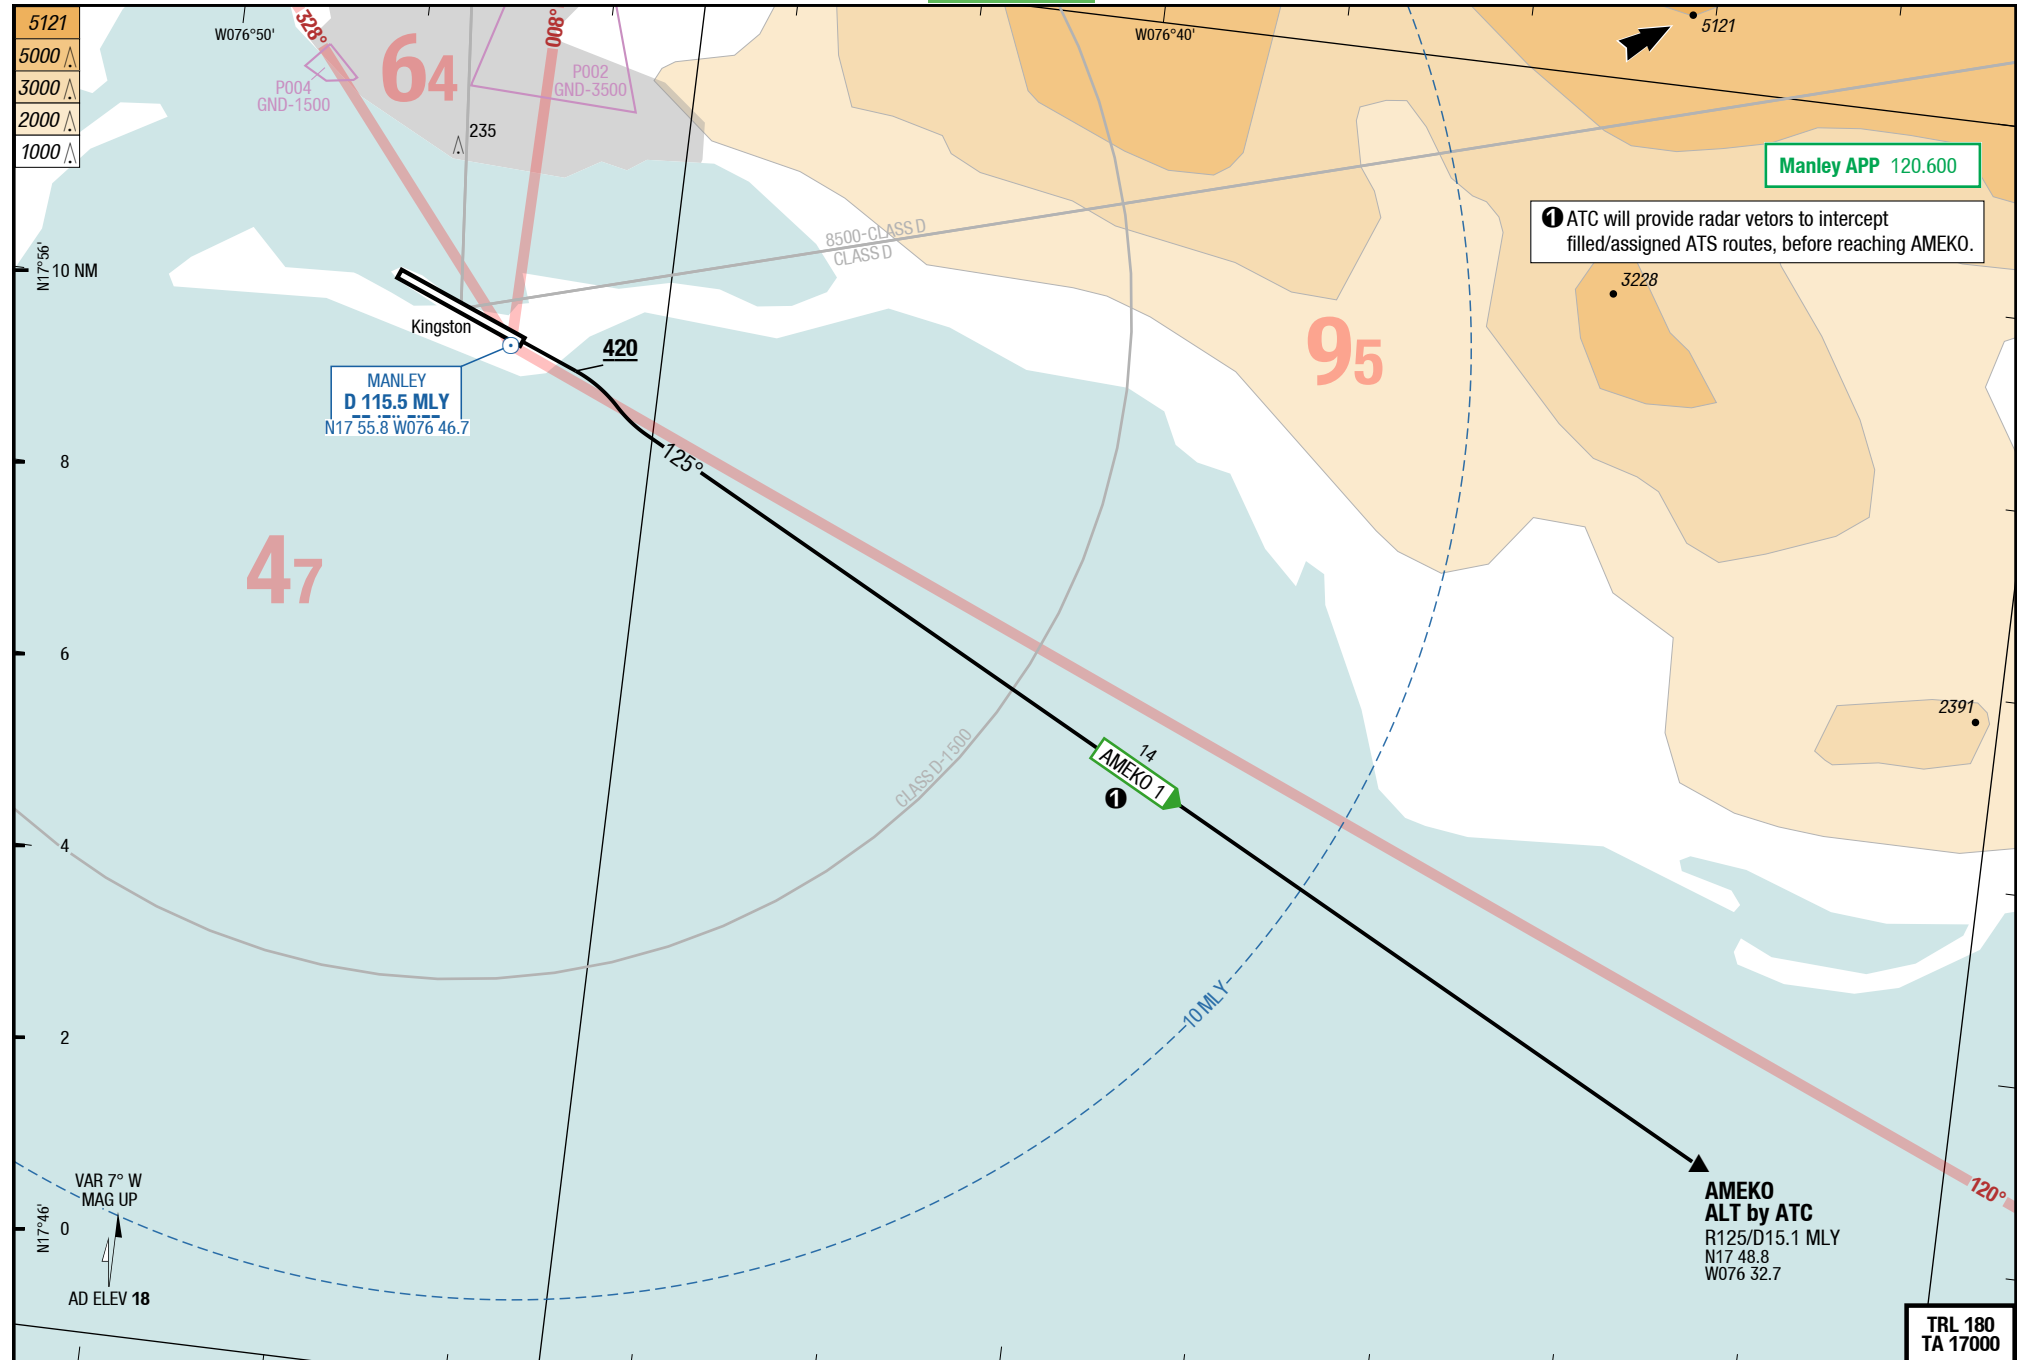 5121
5000
3000
2000
1000
W076°50'
328°
008°
W076°40'
5121
64
P004
GND-1500
P002
GND-3500
235
Manley APP 120.600
1 ATC will provide radar vetors to intercept
filled/assigned ATS routes, before reaching AMEKO.
8500-CLASS D
CLASS D
N17°56'
10 NM
3228
Kingston
420
95
MANLEY
D 115.5 MLY
N17 55.8 W076 46.7
8
125°
47
6
2391
CLASS D-1500
14
AMEKO 1
1
4
10 MLY
2
VAR 7° W
MAG UP
N17°46'
0
AD ELEV 18
120°
AMEKO
ALT by ATC
R125/D15.1 MLY
N17 48.8
W076 32.7
TRL 180
TA 17000